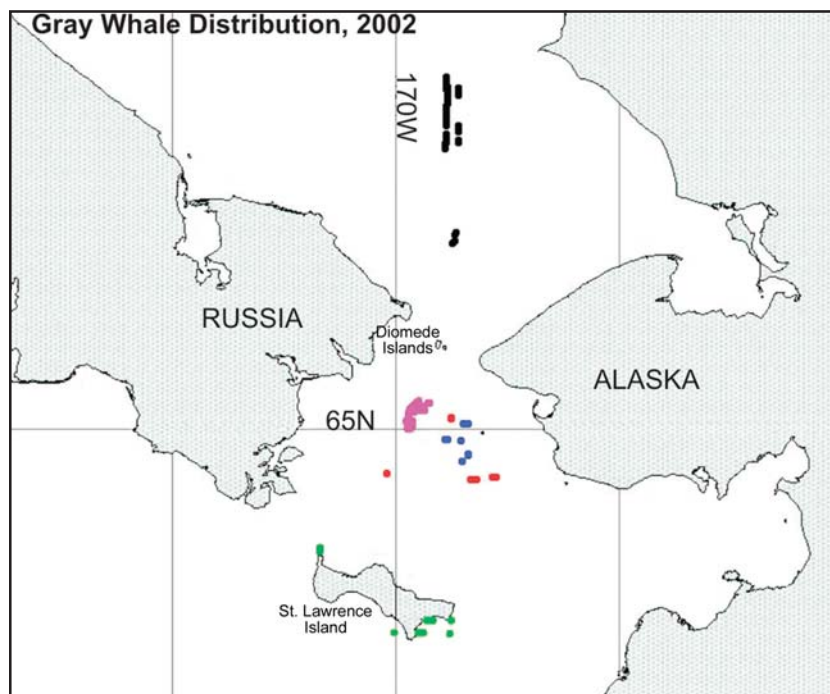 Gray Whale Distribution, 2002
170W
RUSSIA
Diomede
Islands
ALASKA
65N
St. Lawrence
Island